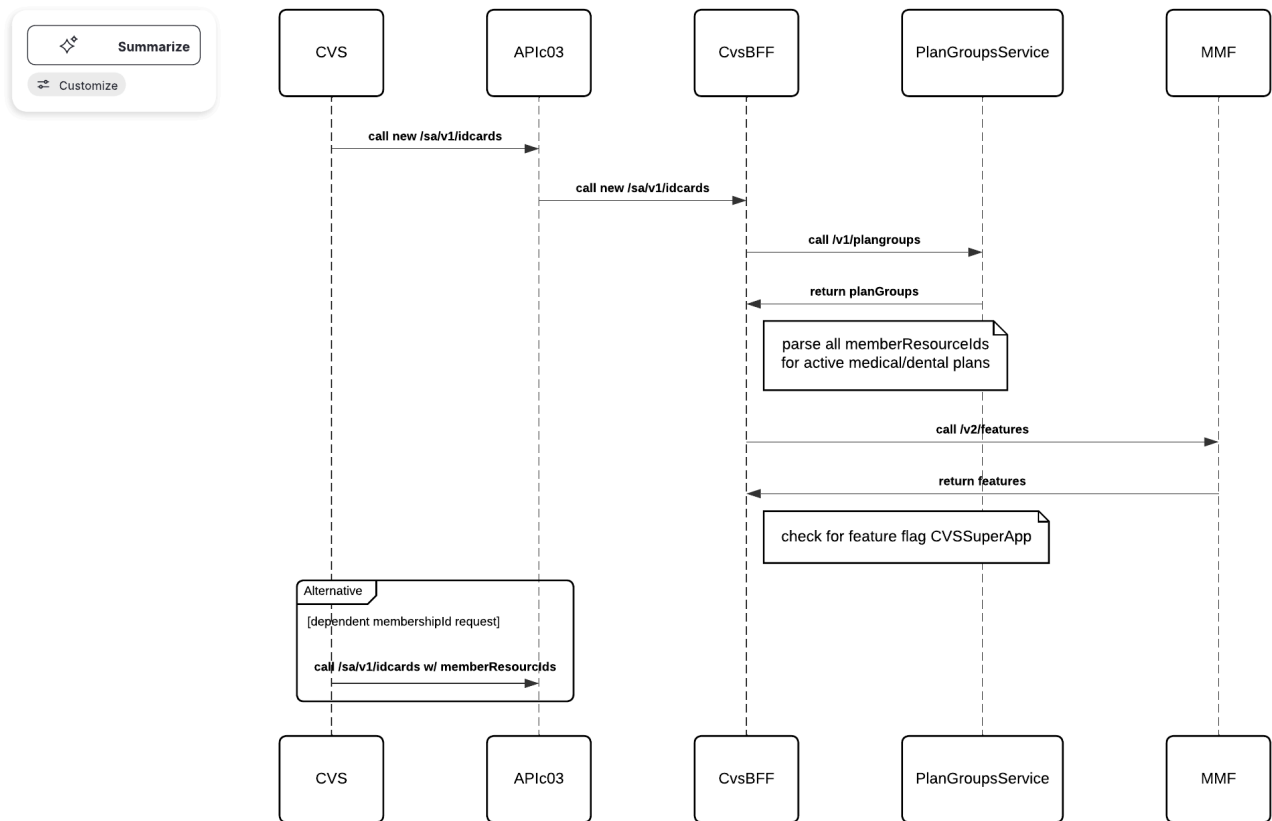 Summarize
Customize
CVS
APIc03
CvsBFF
PlanGroupsService
MMF
call new /sa/v1/idcards
call new /sa/v1/idcards
call /v1/plangroups
return planGroups
parse all memberResourceIds
for active medical/dental plans
call /v2/features
return features
check for feature flag CVSSuperApp
Alternative
[dependent membershipId request]
call /sa/v1/idcards w/ memberResourcIds
CVS
APIc03
CvsBFF
PlanGroupsService
MMF